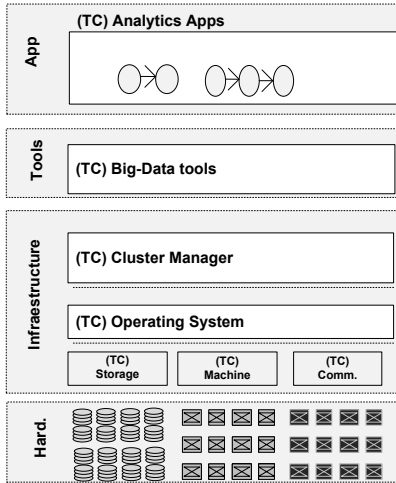 App
(TC) Analytics Apps
Tools
(TC) Big-Data tools
Infraestructure
(TC) Cluster Manager
(TC) Operating System
(TC)
Storage
(TC)
Machine
(TC)
Comm.
Hard.